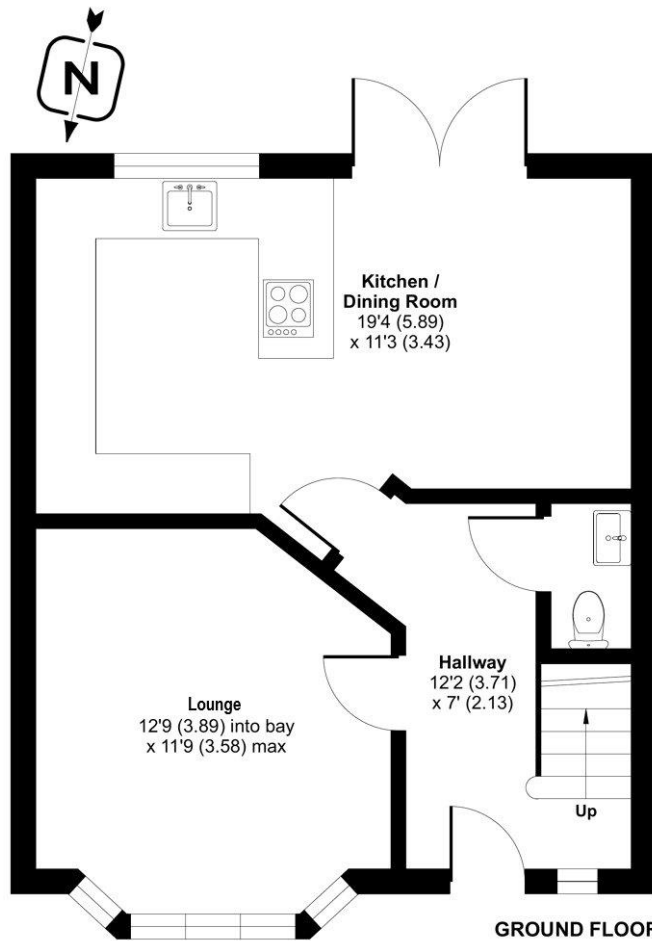 N
Kitchen /
Dining Room
19'4 (5.89)
x 11'3 (3.43)
Hallway
12'2 (3.71)
x 7' (2.13)
Lounge
12'9 (3.89) into bay
x 11'9 (3.58) max
Up
GROUND FLOOR